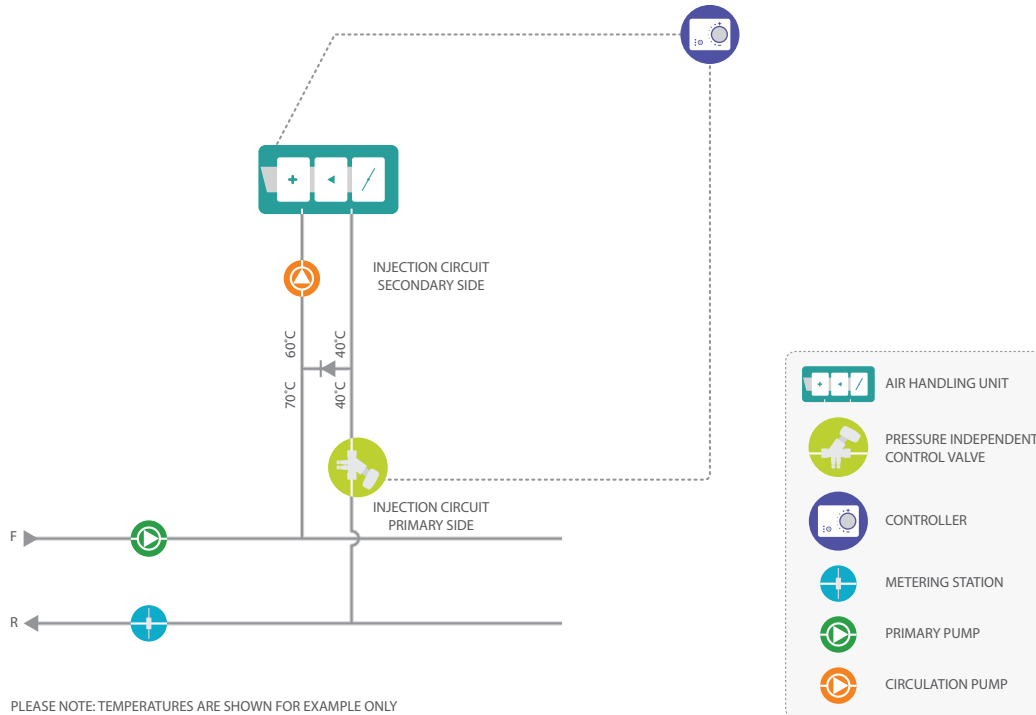 INJECTION CIRCUIT
SECONDARY SIDE
60°C
40°C
70°C
40°C
INJECTION CIRCUIT
PRIMARY SIDE
F
R
PLEASE NOTE: TEMPERATURES ARE SHOWN FOR EXAMPLE ONLY
AIR HANDLING UNIT
PRESSURE INDEPENDENT
CONTROL VALVE
CONTROLLER
METERING STATION
PRIMARY PUMP
CIRCULATION PUMP